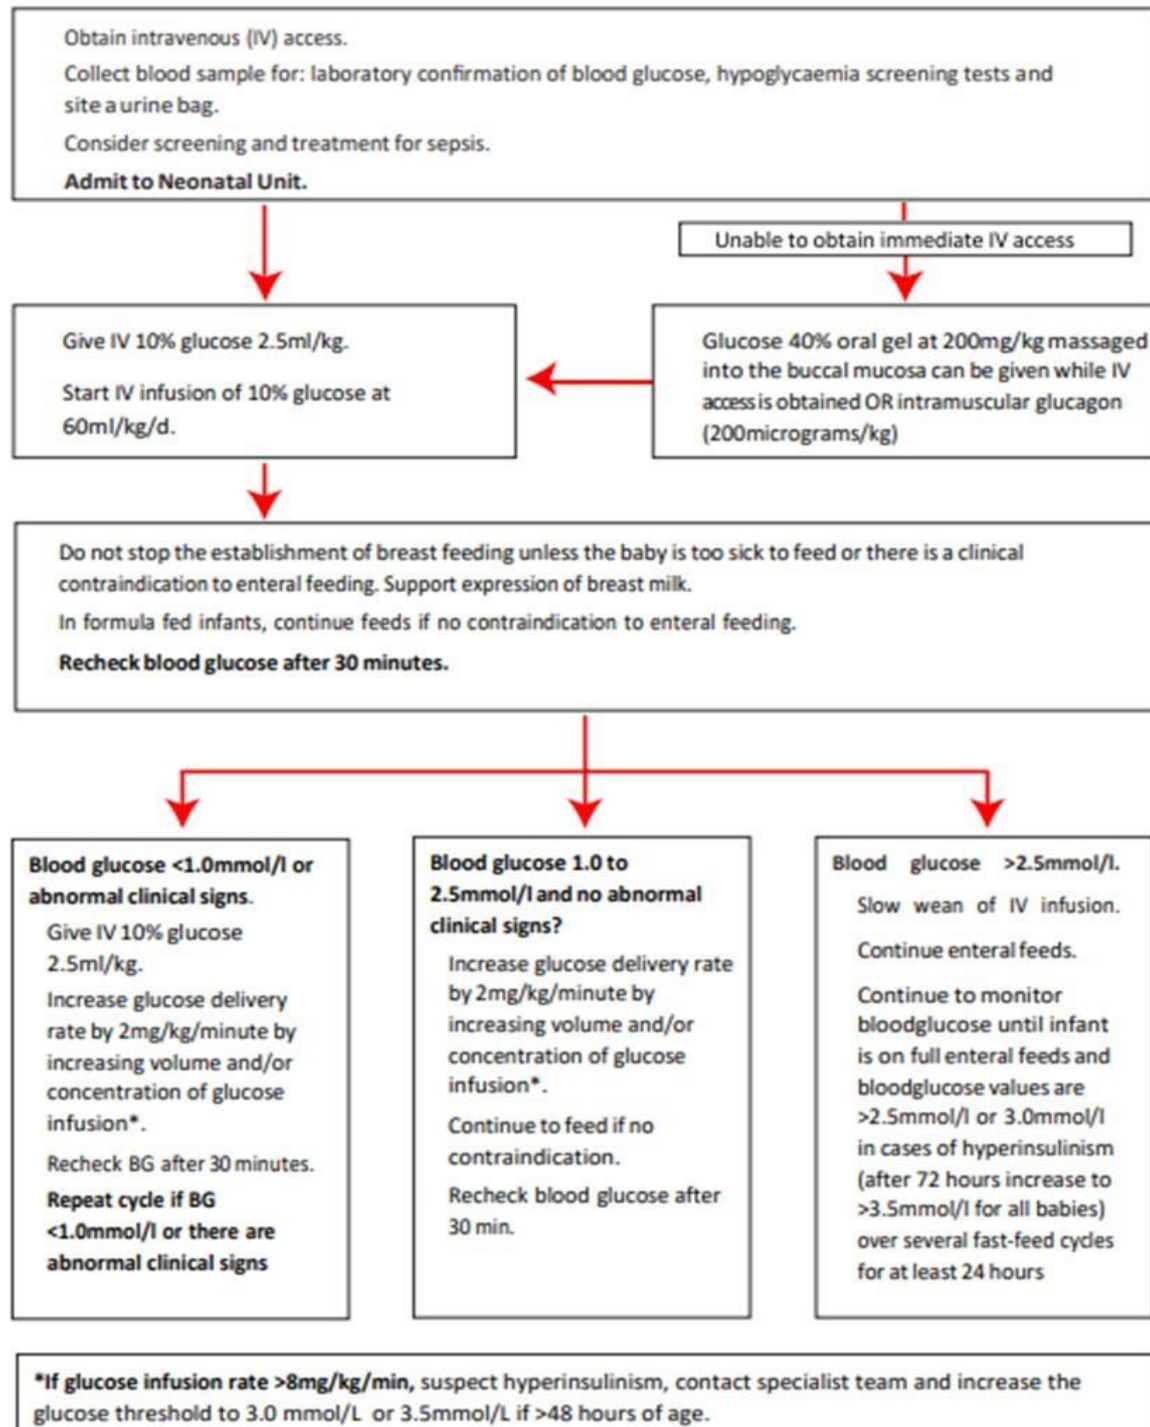 Obtain intravenous (IV) access.
Collect blood sample for: laboratory confirmation of blood glucose, hypoglycaemia screening tests and
site a urine bag.
Consider screening and treatment for sepsis.
Admit to Neonatal Unit.
Unable to obtain immediate IV access
Give IV 10% glucose 2.5ml/kg.
Start IV infusion of 10% glucose at
60ml/kg/d.
Glucose 40% oral gel at 200mg/kg massaged
into the buccal mucosa can be given while IV
access is obtained OR intramuscular glucagon
(200micrograms/kg)
Do not stop the establishment of breast feeding unless the baby is too sick to feed or there is a clinical
contraindication to enteral feeding. Support expression of breast milk.
In formula fed infants, continue feeds if no contraindication to enteral feeding.
Recheck blood glucose after 30 minutes.
Blood glucose <1.0mmol/l or
abnormal clinical signs.
Give IV 10% glucose
2.5ml/kg.
Increase glucose delivery
rate by 2mg/kg/minute by
increasing volume and/or
concentration of glucose
infusion*.
Recheck BG after 30 minutes.
Repeat cycle if BG
<1.0mmol/l or there are
abnormal clinical signs
Blood glucose 1.0 to
2.5mmol/l and no abnormal
clinical signs?
Increase glucose delivery rate
by 2mg/kg/minute by
increasing volume and/or
concentration of glucose
infusion*.
Continue to feed if no
contraindication.
Recheck blood glucose after
30 min.
Blood glucose >2.5mmol/l.
Slow wean of IV infusion.
Continue enteral feeds.
Continue to monitor
bloodglucose until infant
is on full enteral feeds and
bloodglucose values are
>2.5mmol/l or 3.0mmol/l
in cases of hyperinsulinism
(after 72 hours increase to
>3.5mmol/l for all babies)
over several fast-feed cycles
for at least 24 hours
*If glucose infusion rate >8mg/kg/min, suspect hyperinsulinism, contact specialist team and increase the
glucose threshold to 3.0 mmol/L or 3.5mmol/L if >48 hours of age.